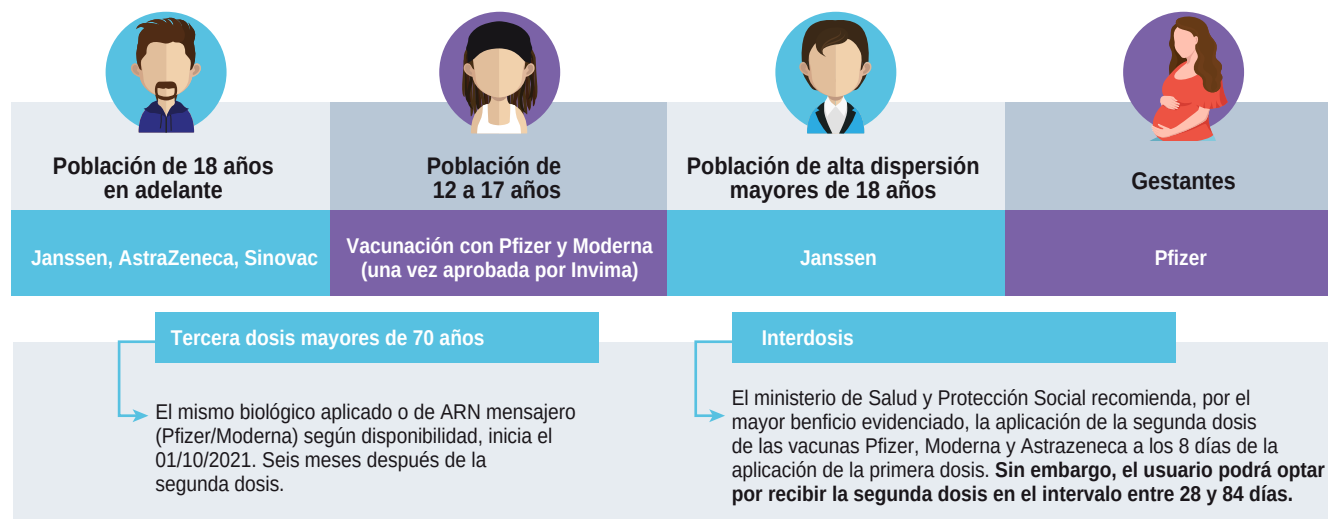 Población de 18 años
en adelante
Población de
12 a 17 años
Población de alta dispersión
mayores de 18 años
Gestantes
Janssen, AstraZeneca, Sinovac
Vacunación con Pfizer y Moderna
(una vez aprobada por Invima)
Janssen
Pfizer
Tercera dosis mayores de 70 años
El mismo biológico aplicado o de ARN mensajero
(Pfizer/Moderna) según disponibilidad, inicia el
01/10/2021. Seis meses después de la
segunda dosis.
Interdosis
El ministerio de Salud y Protección Social recomienda, por el
mayor benficio evidenciado, la aplicación de la segunda dosis
de las vacunas Pfizer, Moderna y Astrazeneca a los 8 días de la
aplicación de la primera dosis. Sin embargo, el usuario podrá optar
por recibir la segunda dosis en el intervalo entre 28 y 84 días.